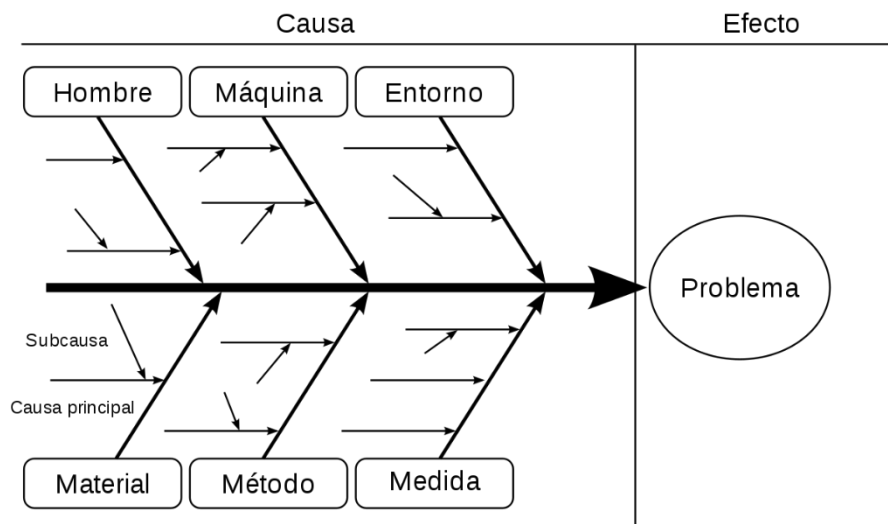 Causa
Efecto
Hombre
Máquina
Entorno
Problema
Subcausa
Causa principal
Material
Método
Medida